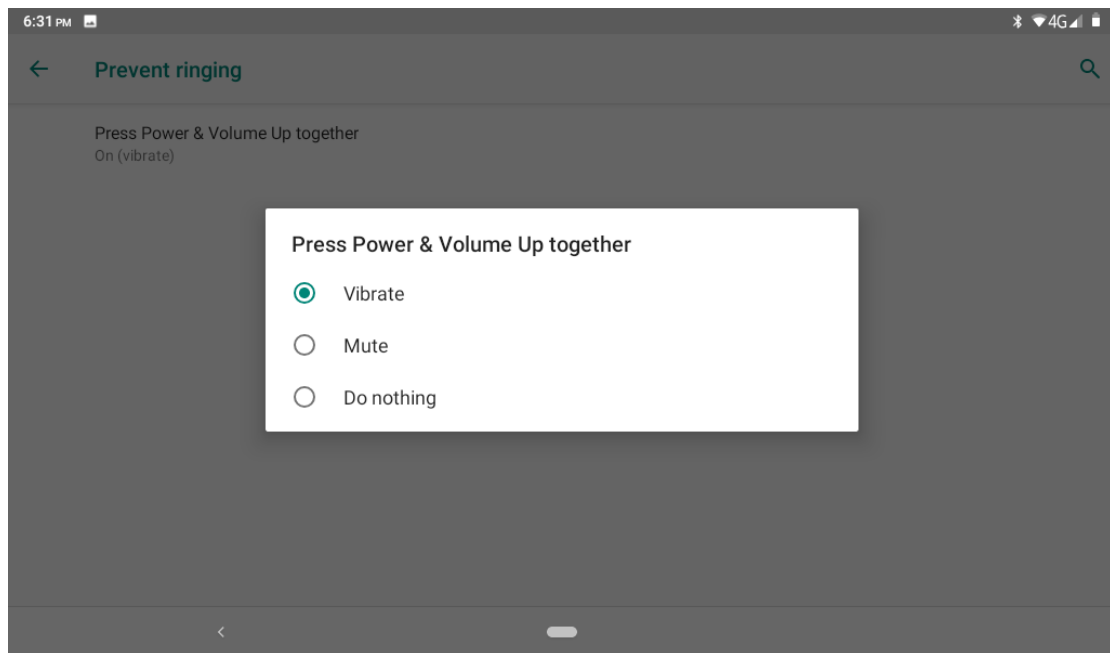 6:31 PM
4G
Prevent ringing
Press Power & Volume Up together
On (vibrate)
Press Power & Volume Up together
Vibrate
Mute
Do nothing